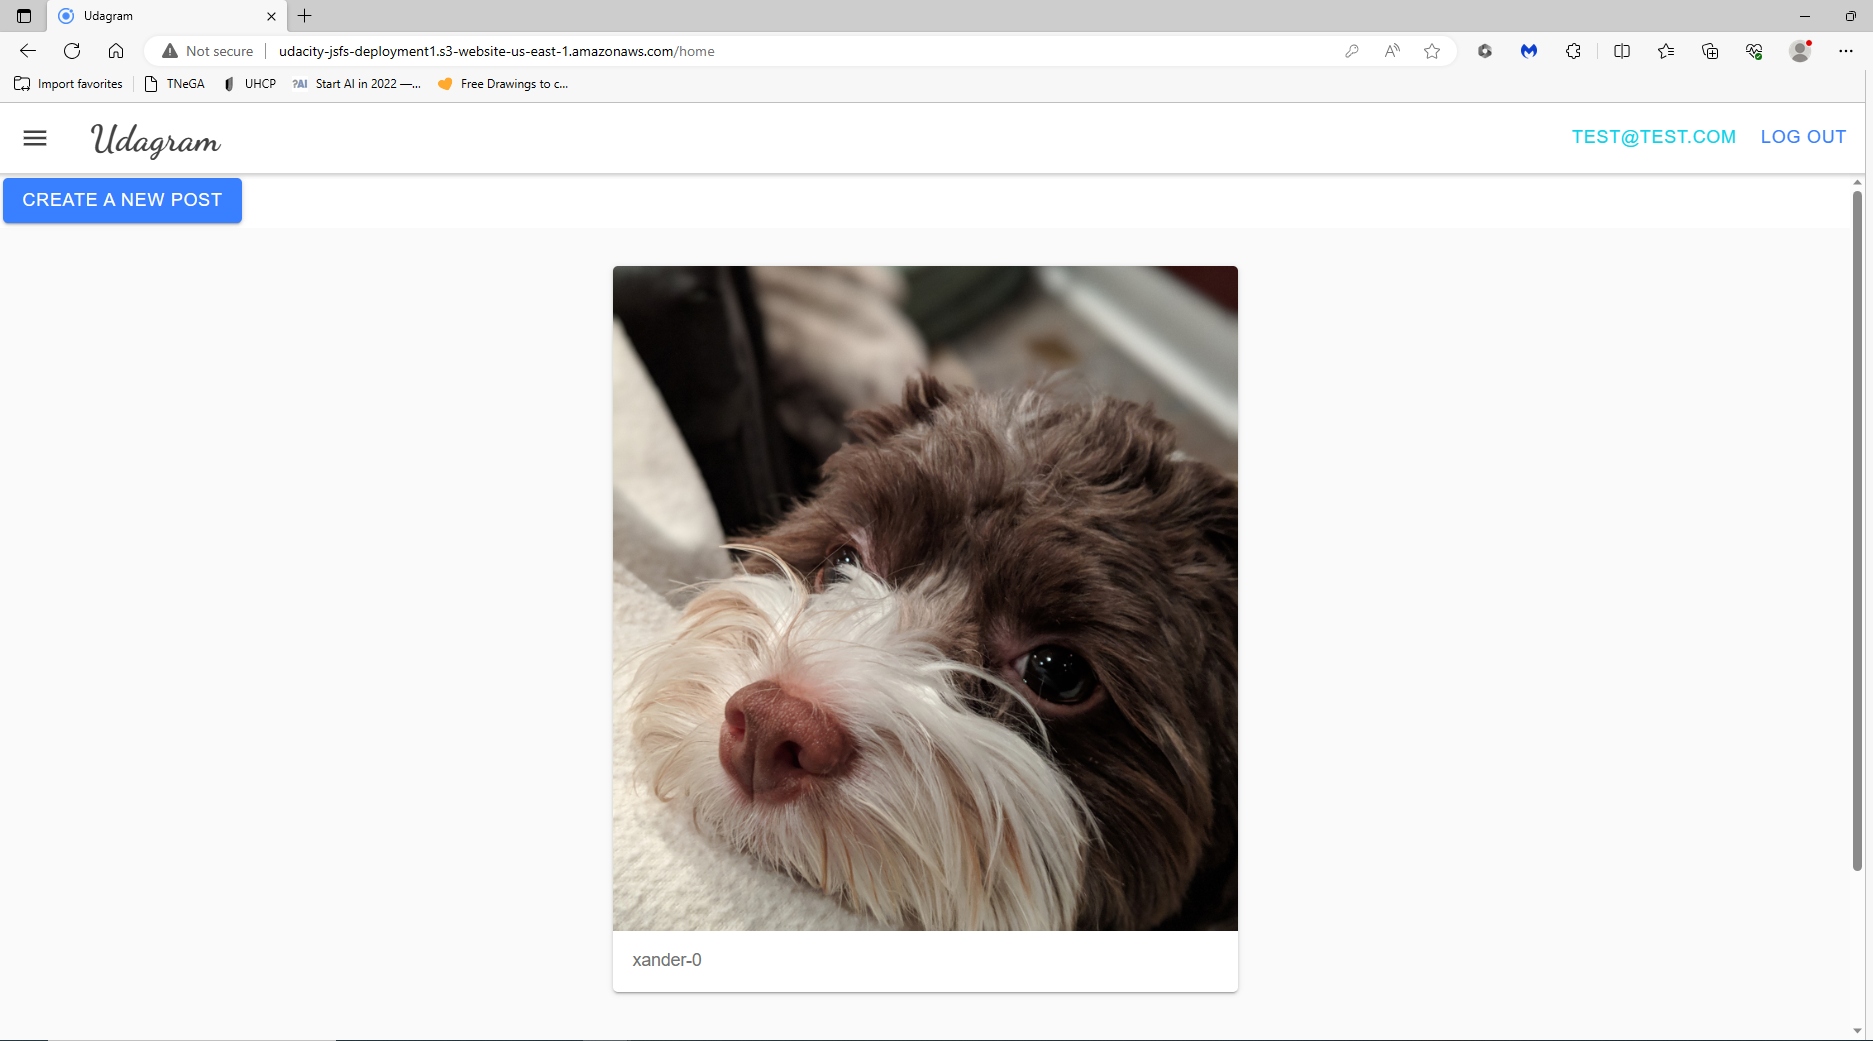 Udagram
Not secure udacity-jsfs-deployment1.s3-website-us-east-1.amazonaws.com/home
Import favorites TNeGA UHCP ?AI Start AI in 2022 —... Free Drawings to c...
Udagram TEST@TEST.COM LOG OUT
CREATE A NEW POST
xander-0